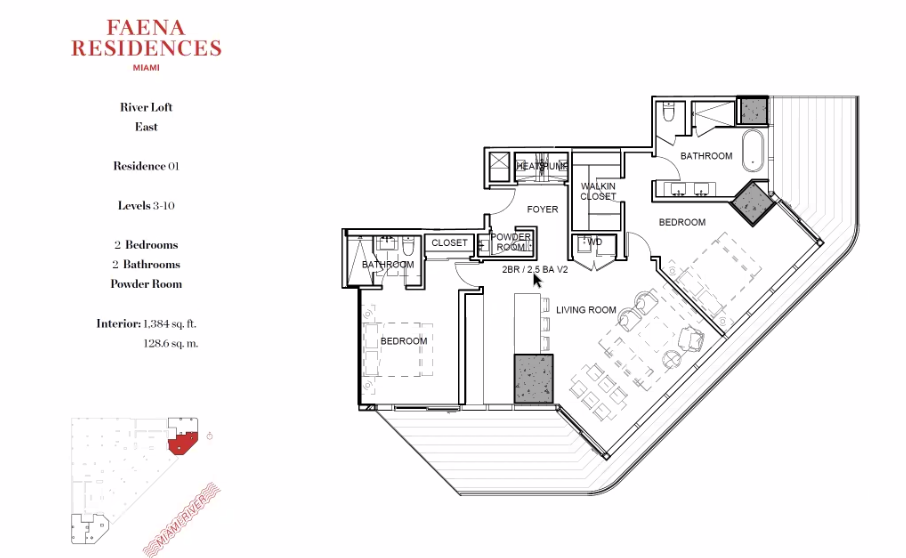 FAENA
RESIDENCES
MIAMI
River Loft
East
Residence 01
Levels 3-10
2 Bedrooms
2 Bathrooms
Powder Room
Interior: 1,384 sq. ft.
128.6 sq. m.
BATHROOM
HEAT PUMP
WALKIN
CLOSET
FOYER
BEDROOM
POWDER
ROOM
CLOSET
WD
BATHROOM
2BR / 2.5 BA V2
LIVING ROOM
BEDROOM
MIAMI RIVER